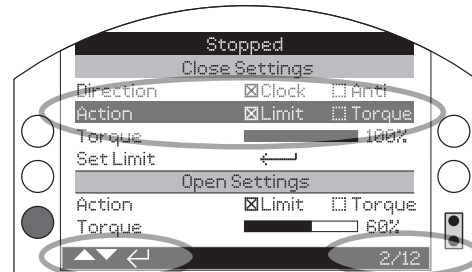 Stopped
Close Settings
Direction ☒Clock ☐Anti
Action ☒Limit ☐Torque
Torque 100%
Set Limit
Open Settings
Action ☒Limit ☐Torque
Torque 60%
2/12